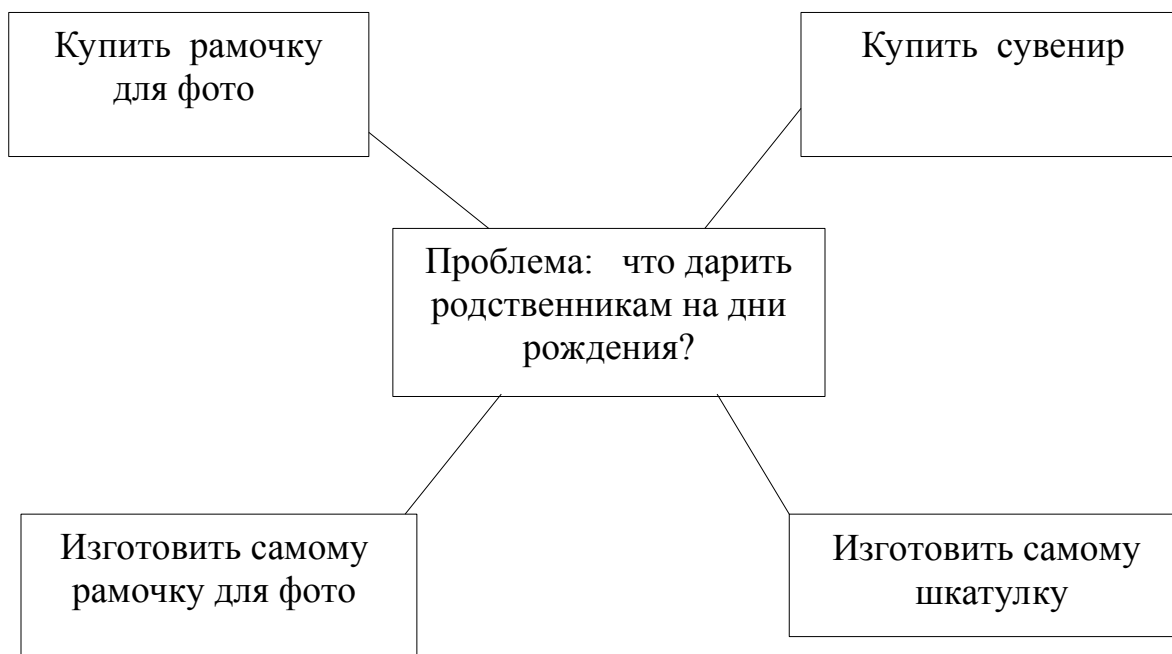 Купить  рамочку
для фото
Купить  сувенир
Проблема:   что дарить
родственникам на дни
рождения?
Изготовить самому
рамочку для фото
Изготовить самому
шкатулку